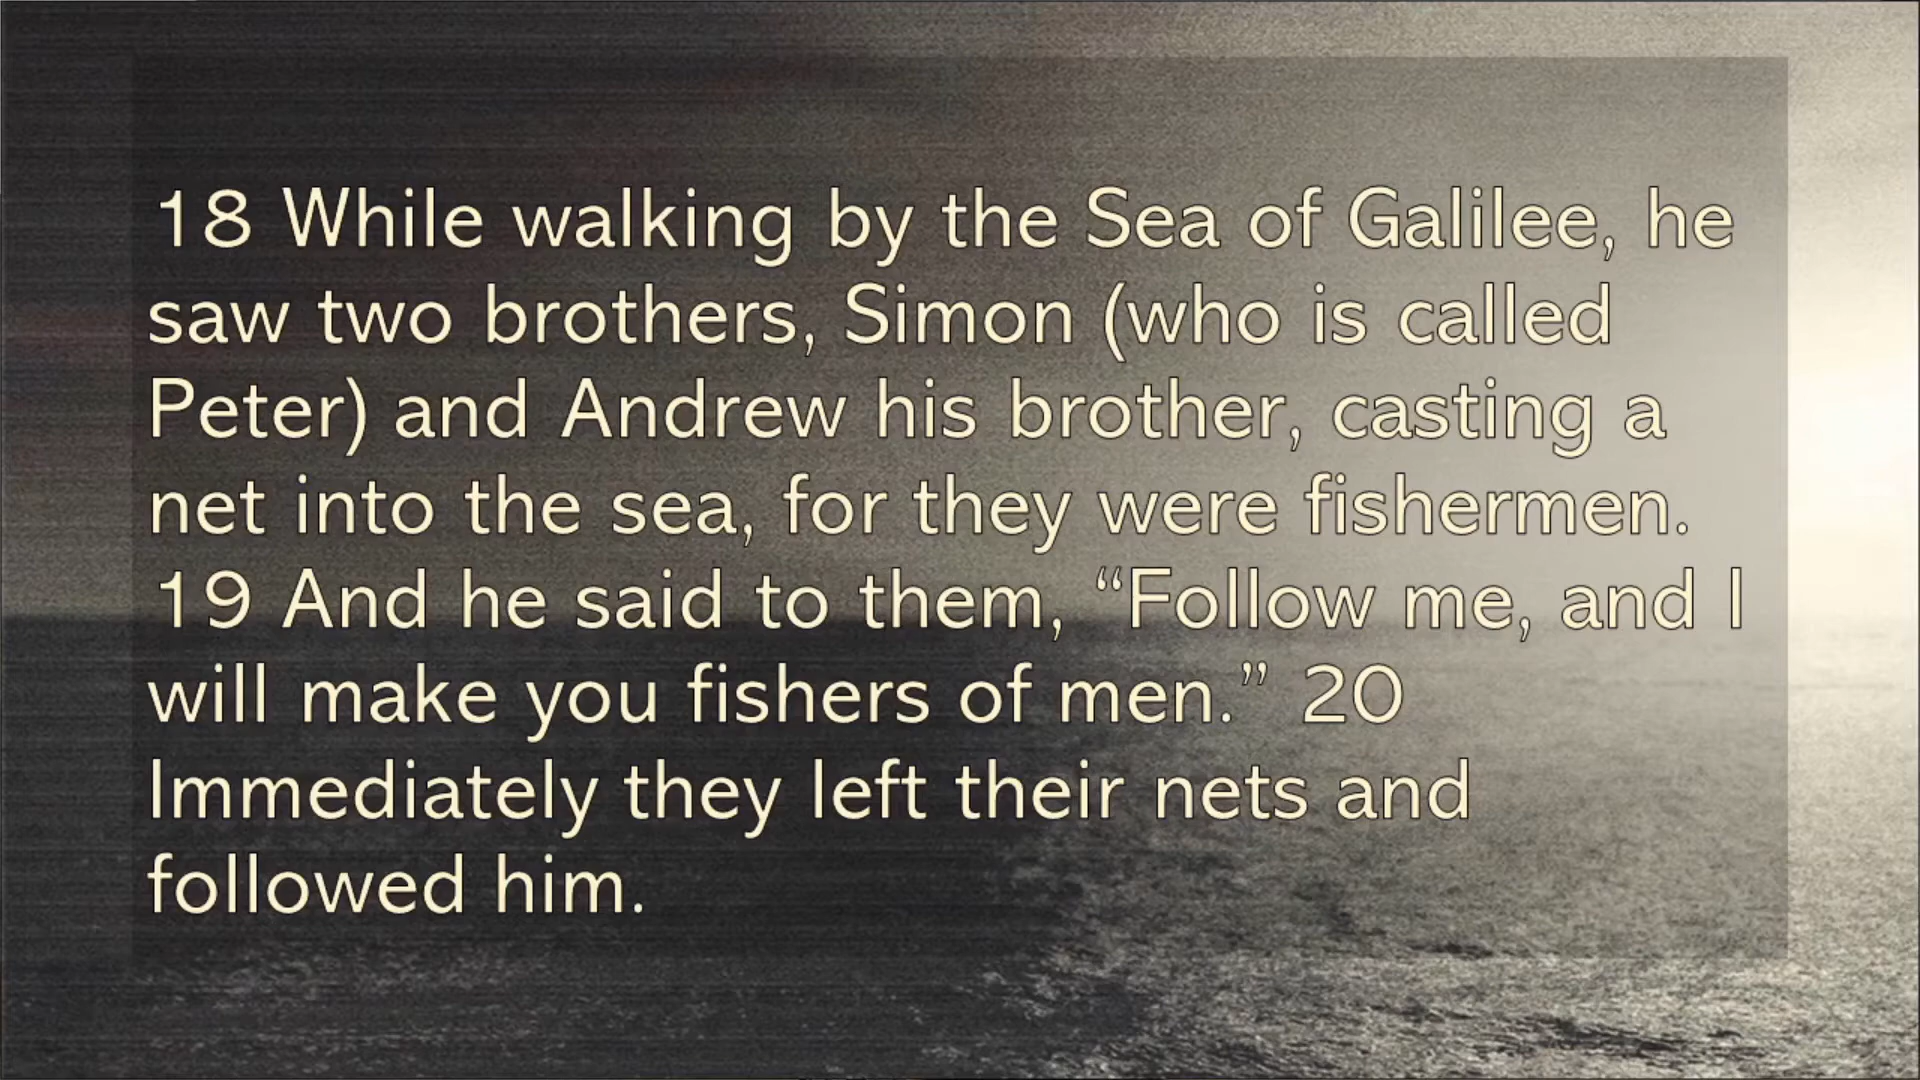 18 While walking by the Sea of Galilee, he
saw two brothers, Simon (who is called
Peter) and Andrew his brother, casting a
net into the sea, for they were fishermen.
19 And he said to them, “Follow me, and I
will make you fishers of men.” 20
Immediately they left their nets and
followed him.